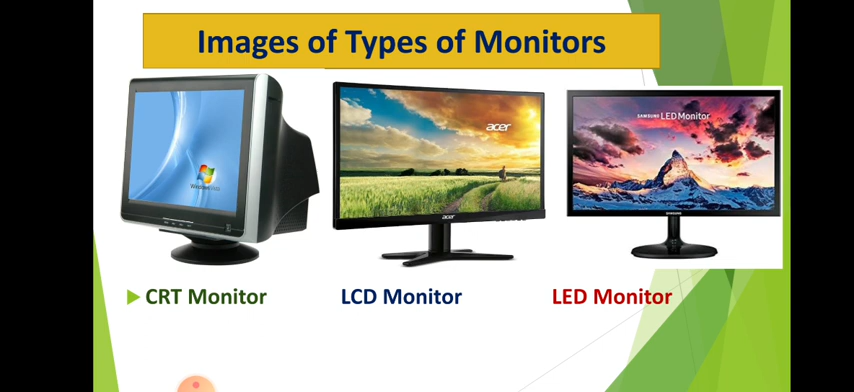 Images of Types of Monitors
acer
SAMSUNG LED Monitor
acer
SAMSUNG
CRT Monitor
LCD Monitor
LED Monitor